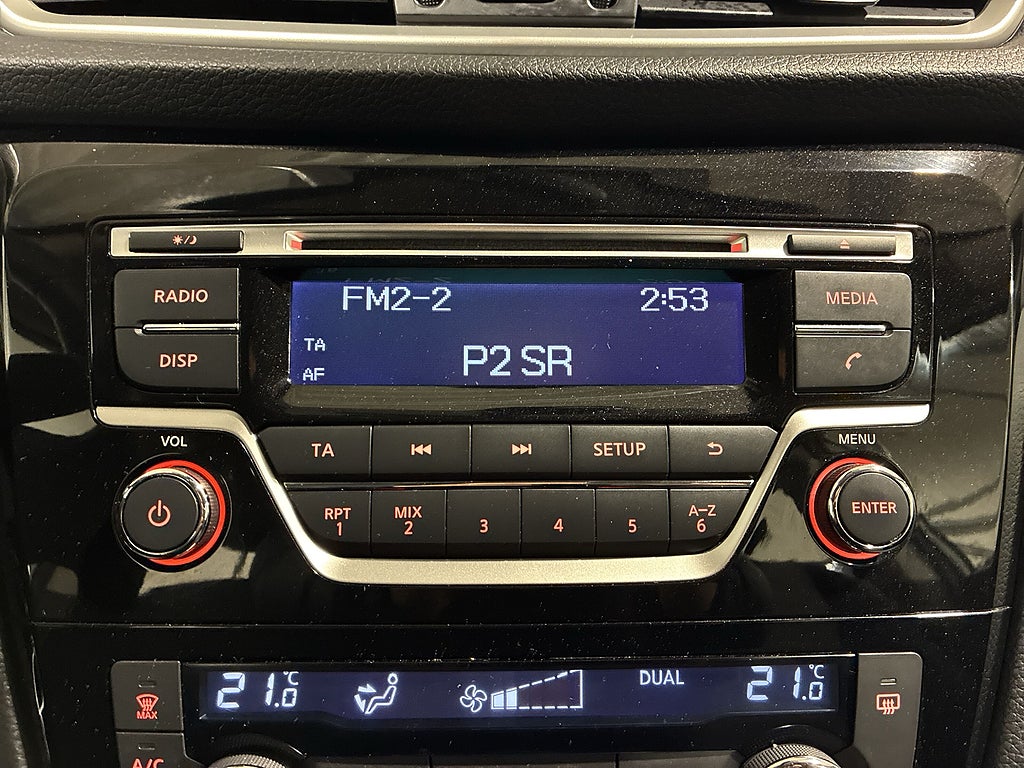 RADIO
FM2-2 2:53
MEDIA
DISP
TA
P2 SR
AF
VOL
TA
SETUP
MENU
RPT
1
MIX
2
3
4
5
A-Z
6
ENTER
21.0°C
DUAL
21.0°C
MAX
A/C